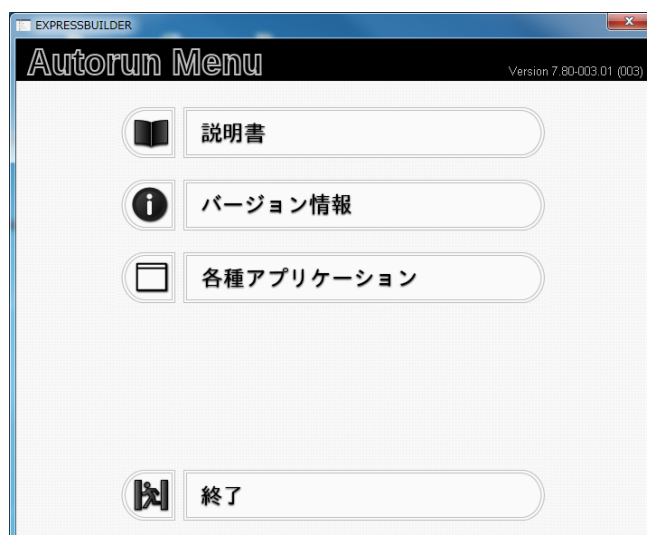 EXPRESSBUILDER
Autorun Menu
Version 7.80-003.01 (003)
説明書
バージョン情報
各種アプリケーション
終了